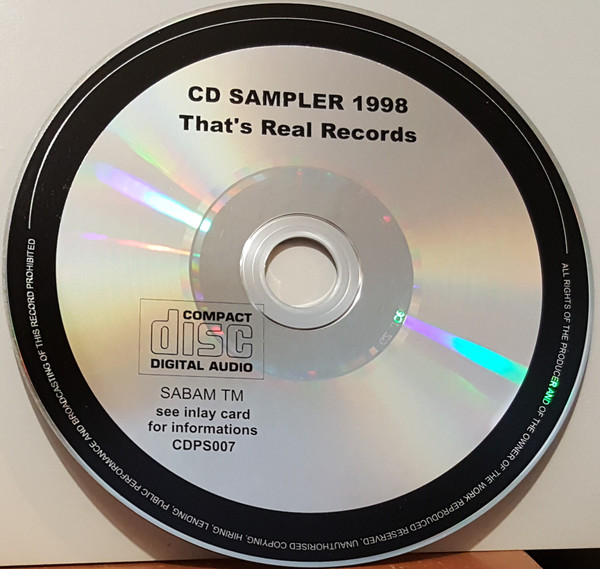 CD SAMPLER 1998
That's Real Records
COMPACT
disc
DIGITAL AUDIO
SABAM TM
see inlay card
for informations
CDPS007
ALL RIGHTS OF THE PRODUCER AND OF THE OWNER OF THE WORK REPRODUCED RESERVED. UNAUTHORISED COPYING, HIRING, LENDING, PUBLIC PERFORMANCE AND BROADCASTING OF THIS RECORD PROHIBITED